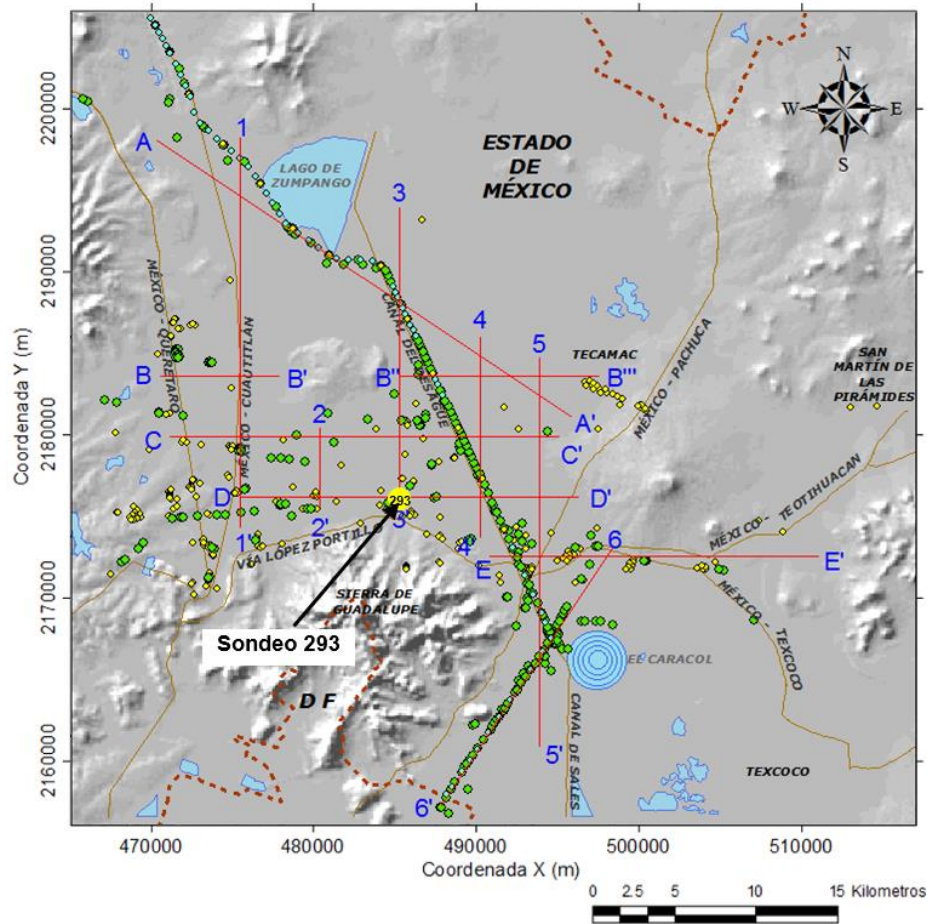 2200000
2190000
2180000
2170000
2160000
Coordenada Y (m)
470000
480000
490000
500000
510000
Coordenada X (m)
0 2.5 5 10 15 Kilometros
N
W E
S
ESTADO
DE
MÉXICO
LAGO DE
ZUMPANGO
A
1
3
4
5
TECAMAC
SAN
MARTÍN DE
LAS
PIRÁMIDES
MÉXICO - QUERETARO
MÉXICO - CUAUTITLÁN
CANAL DEL DESAGÜE
MÉXICO - PACHUCA
B
B'
B''
B'''
A'
2
C
C'
D
293
D'
1'
2'
3'
4'
6
VÍA LÓPEZ PORTILLO
E
E'
MÉXICO - TEOTIHUACAN
SIERRA DE
GUADALUPE
MÉXICO - TEXCOCO
Sondeo 293
EL CARACOL
D F
CANAL DE SALES
5'
TEXCOCO
6'